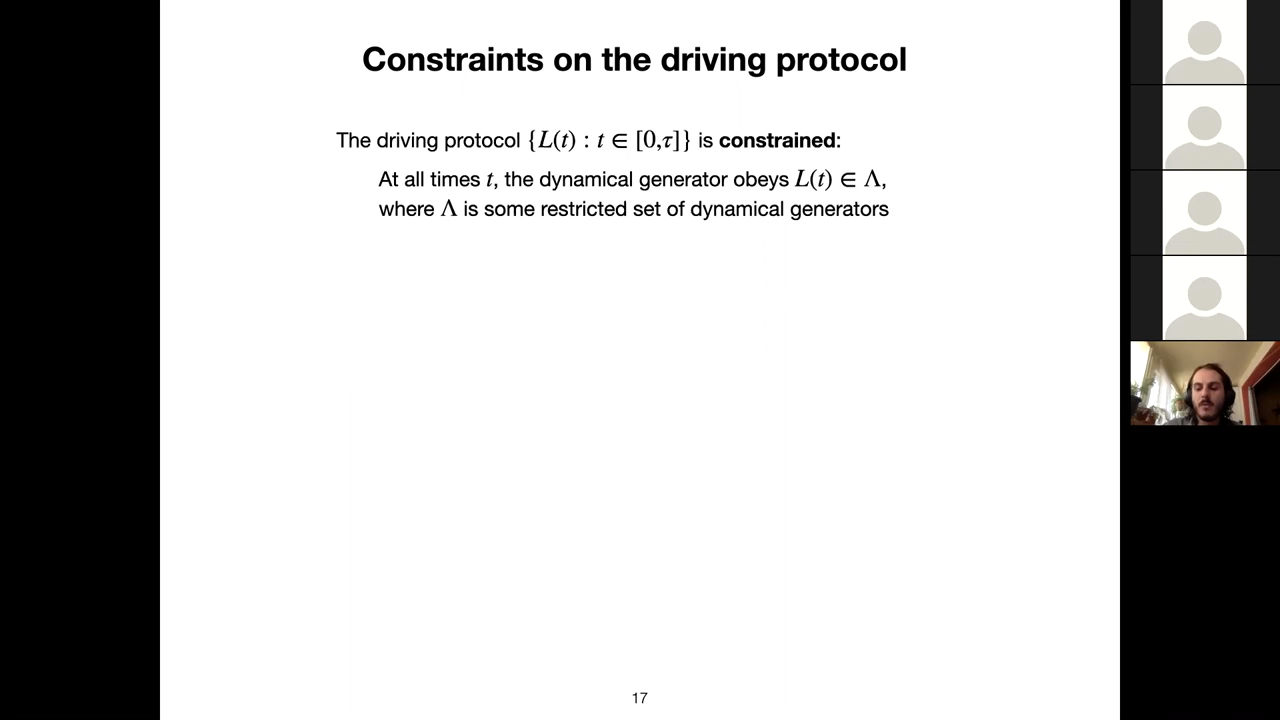 Constraints on the driving protocol
The driving protocol {L(t) : t ∈ [0,τ]} is constrained:
At all times t, the dynamical generator obeys L(t) ∈ Λ,
where Λ is some restricted set of dynamical generators
17